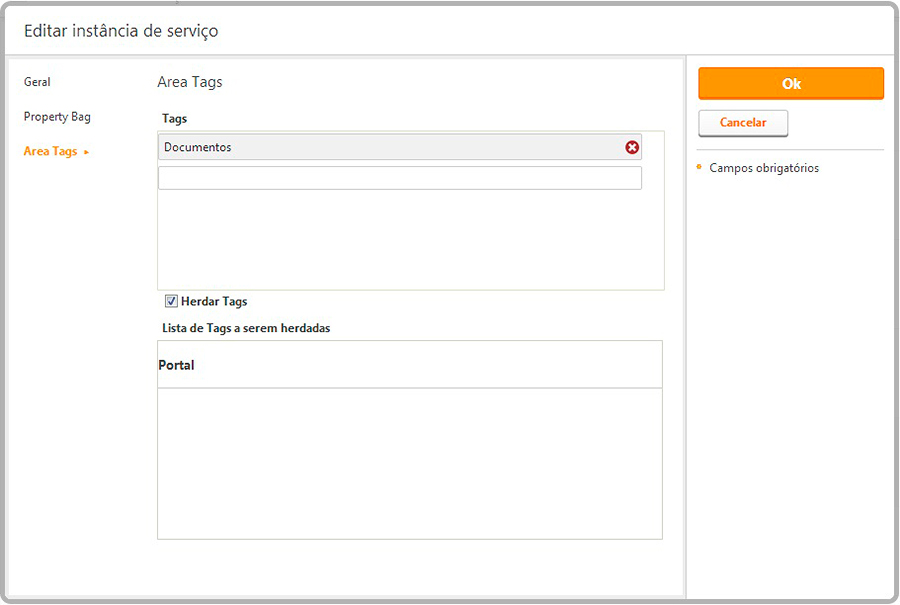 Editar instância de serviço
Geral
Property Bag
Area Tags
Area Tags
Tags
Documentos
Herdar Tags
Lista de Tags a serem herdadas
Portal
Ok
Cancelar
Campos obrigatórios